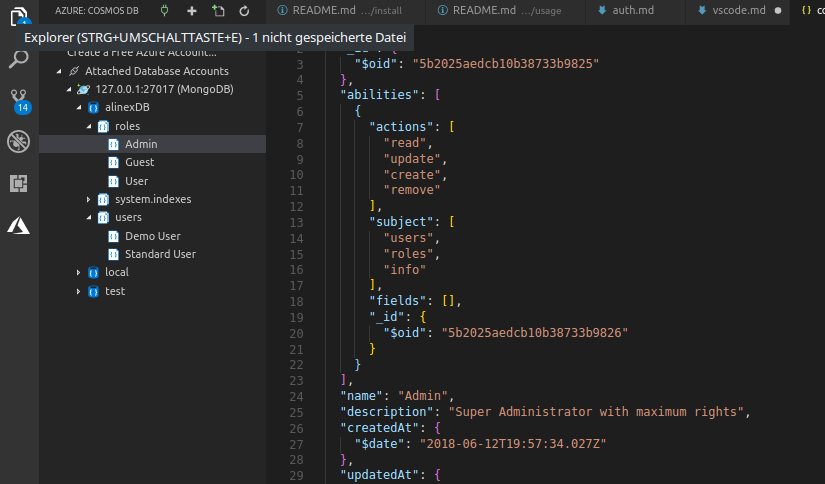 AZURE: COSMOS DB
README.md .../install
README.md .../usage
auth.md
vscode.md
{} co
1
Explorer (STRG+UMSCHALTTASTE+E) - 1 nicht gespeicherte Datei
Create a Free Azure Account...
Attached Database Accounts
127.0.0.1:27017 (MongoDB)
alinexDB
roles
Admin
Guest
User
system.indexes
users
Demo User
Standard User
local
test
14
3 "$oid": "5b2025aedcb10b38733b9825"
4 },
5 "abilities": [
6 {
7 "actions": [
8 "read",
9 "update",
10 "create",
11 "remove"
12 ],
13 "subject": [
14 "users",
15 "roles",
16 "info"
17 ],
18 "fields": [],
19 "_id": {
20 "$oid": "5b2025aedcb10b38733b9826"
21 }
22 }
23 ],
24 "name": "Admin",
25 "description": "Super Administrator with maximum rights",
26 "createdAt": {
27 "$date": "2018-06-12T19:57:34.027Z"
28 },
29 "updatedAt": {